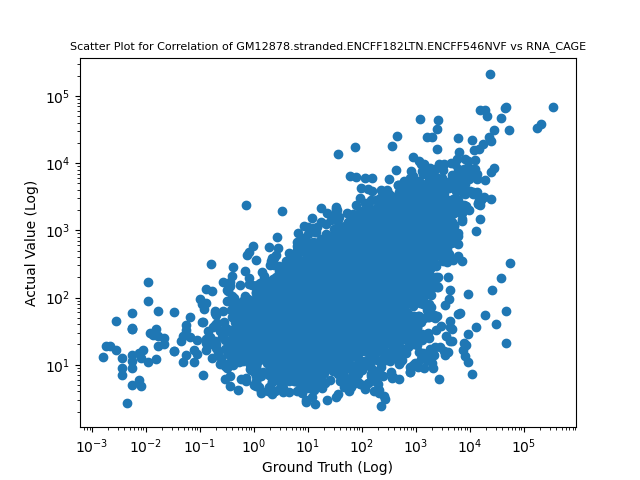 Scatter Plot for Correlation of GM12878.stranded.ENCFF182LTN.ENCFF546NVF vs RNA_CAGE
Actual Value (Log)
10⁵
10⁴
10³
10²
10¹
10⁻³ 10⁻² 10⁻¹ 10⁰ 10¹ 10² 10³ 10⁴ 10⁵
Ground Truth (Log)